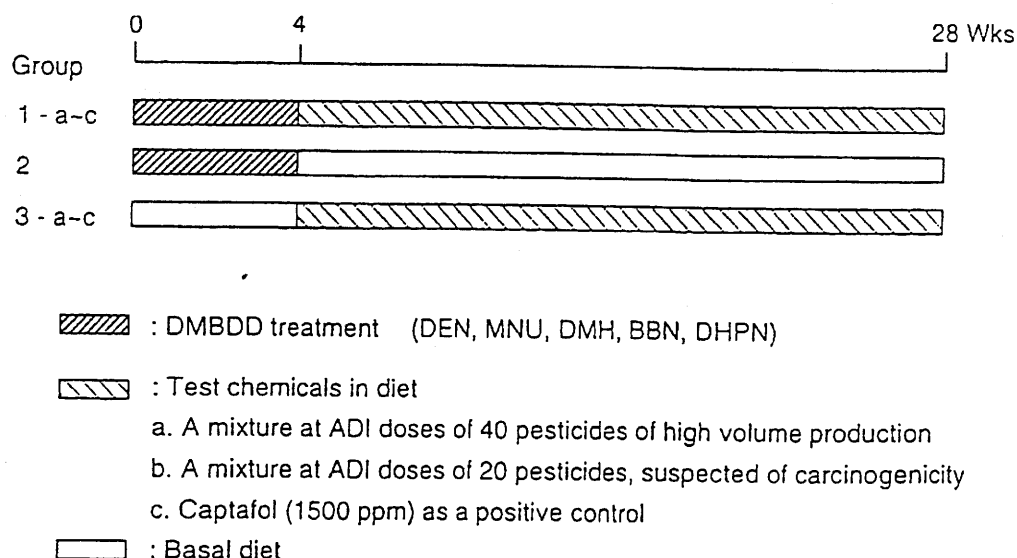 0 4 28 Wks
Group
1 - a~c
2
3 - a~c
: DMBDD treatment (DEN, MNU, DMH, BBN, DHPN)
: Test chemicals in diet
a. A mixture at ADI doses of 40 pesticides of high volume production
b. A mixture at ADI doses of 20 pesticides, suspected of carcinogenicity
c. Captafol (1500 ppm) as a positive control
: Basal diet